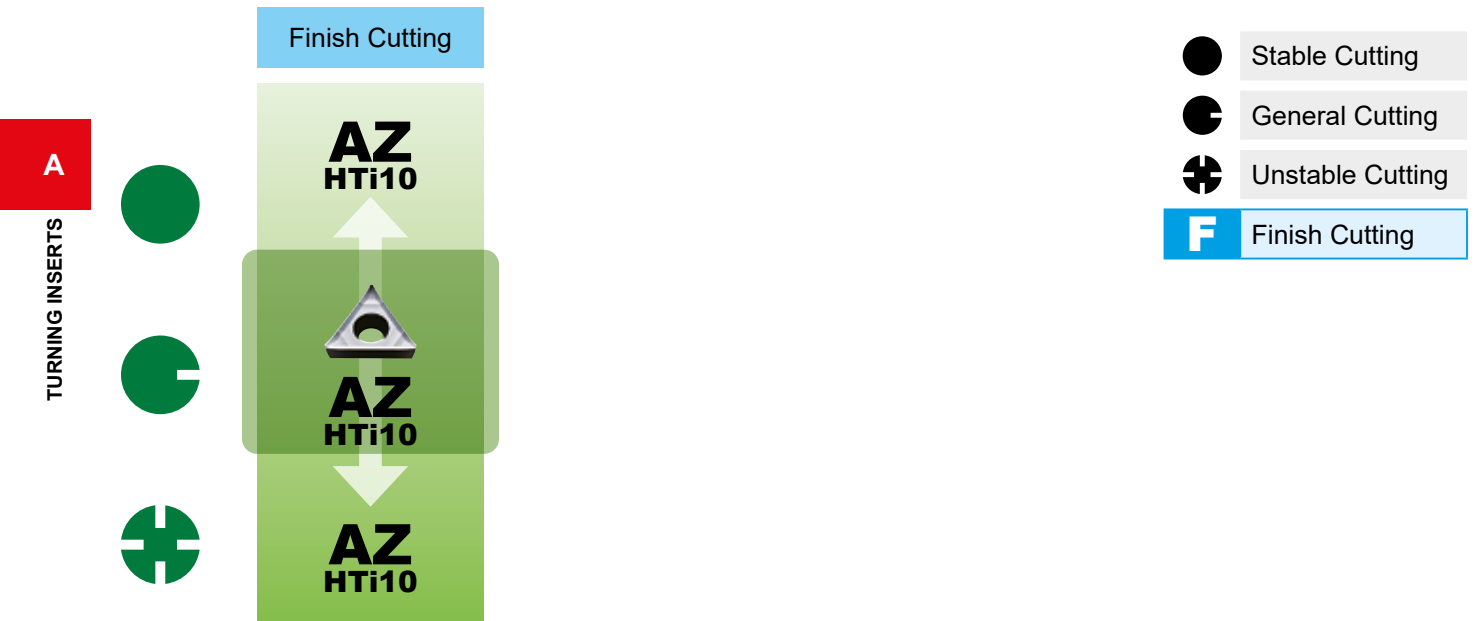 Finish Cutting
A
TURNING INSERTS
AZ
HTi10
AZ
HTi10
AZ
HTi10
Stable Cutting
General Cutting
Unstable Cutting
F
Finish Cutting